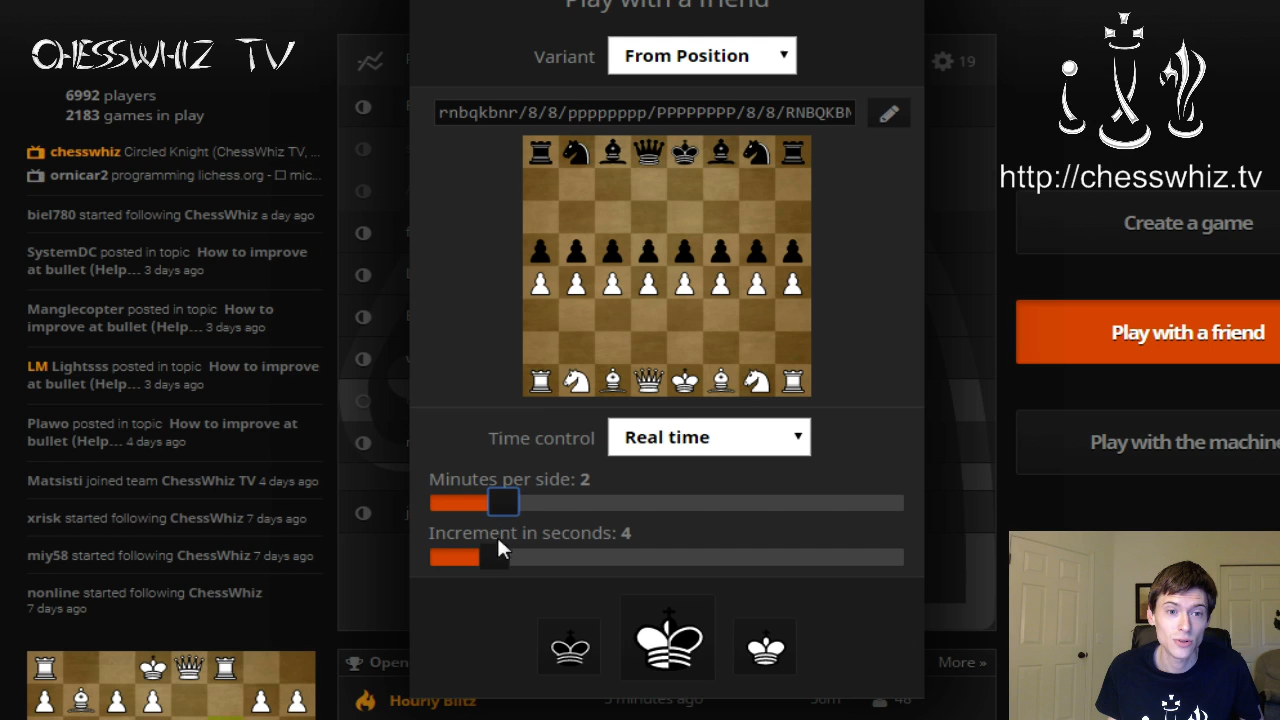 CHESSWHIZ TV
6992 players
2183 games in play
chesswhiz Circled Knight (ChessWhiz TV, ...
ornicar2 programming lichess.org - □ mic...
biel780 started following ChessWhiz a day ago
SystemDC posted in topic How to improve
at bullet (Help... 3 days ago
Manglecopter posted in topic How to
improve at bullet (Help... 3 days ago
LM Lightsss posted in topic How to improve
at bullet (Help... 3 days ago
Plawo posted in topic How to improve at
bullet (Help... 4 days ago
Matsisti joined team ChessWhiz TV 4 days ago
xrisk started following ChessWhiz 7 days ago
miy58 started following ChessWhiz 7 days ago
nonline started following ChessWhiz
7 days ago
Play with a friend
Variant From Position
rnbqkbnr/8/8/pppppppp/PPPPPPPP/8/8/RNBQKBN
Time control Real time
Minutes per side: 2
Increment in seconds: 4
19
http://chesswhiz.tv
Create a game
Play with a friend
Play with the machine
Open
More »
Hourly Blitz